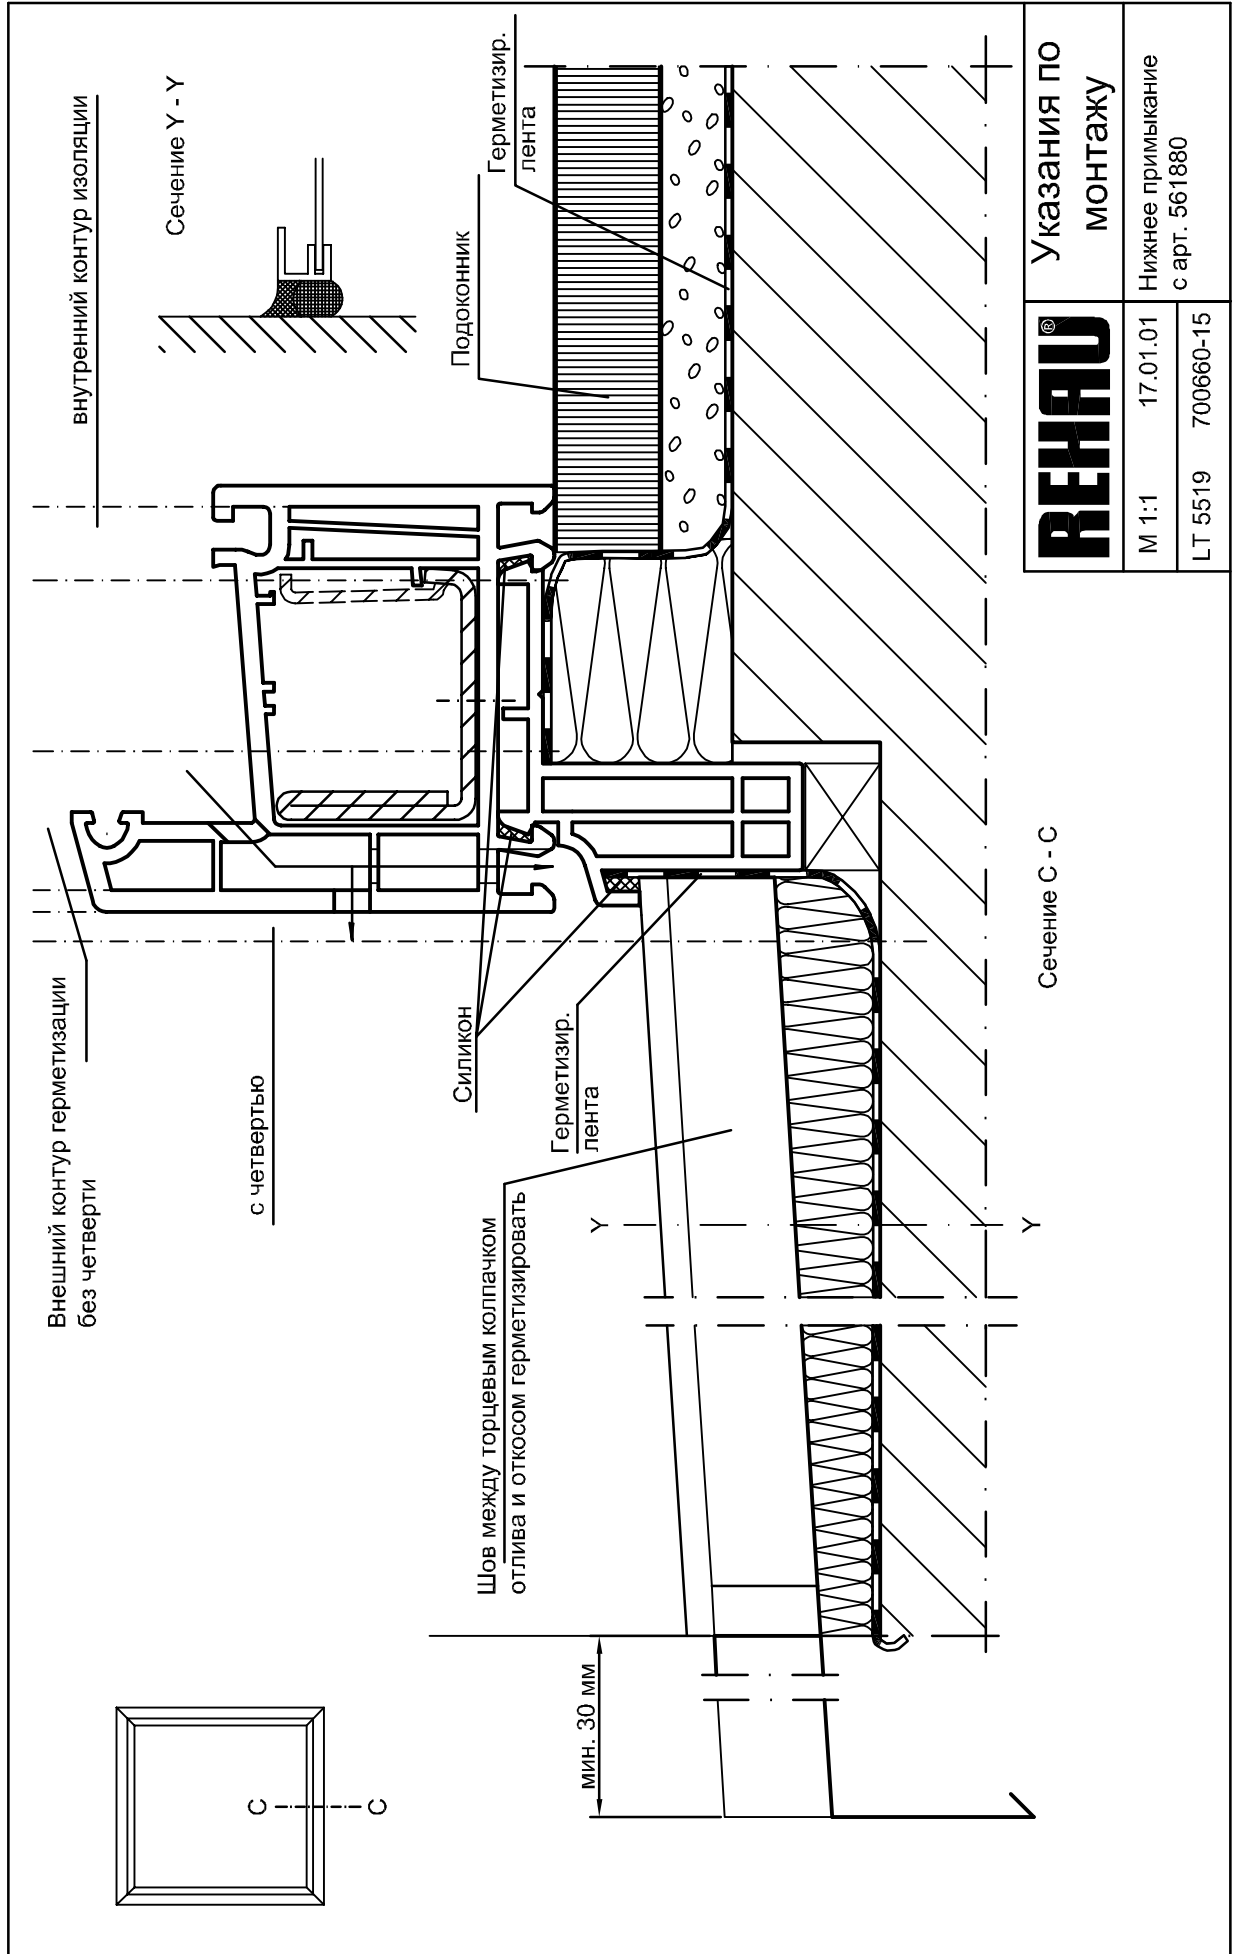 Внешний контур герметизации
без четверти
с четвертью
внутренний контур изоляции
Сечение Y - Y
С
С
Шов между торцевым колпачком
отлива и откосом герметизировать
Силикон
Герметизир.
лента
Подоконник
Герметизир.
лента
мин. 30 мм
Y
Y
Сечение С - С
REHAU®
Указания по
монтажу
М 1:1 17.01.01
Нижнее примыкание
с арт. 561880
LT 5519 700660-15